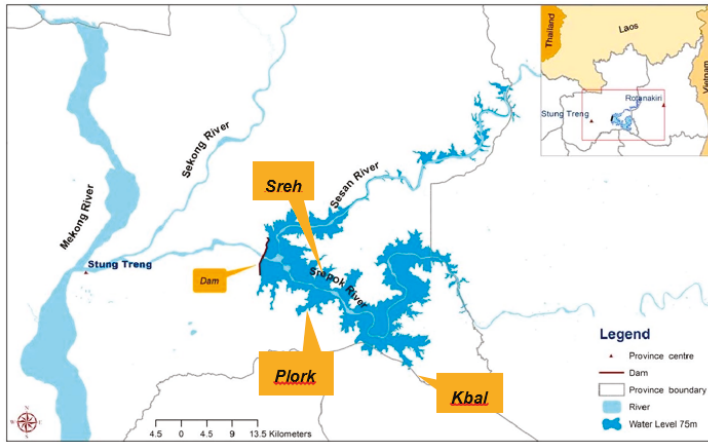 Thailand
Laos
Vietnam
Rotanakiri
Stung Treng
Mekong River
Sekong River
Sesan River
Sreh
Stung Treng
Dam
Srepok River
Plork
Kbal
Legend
Province centre
Dam
Province boundary
River
Water Level 75m
4.5 0 4.5 9 13.5 Kilometers